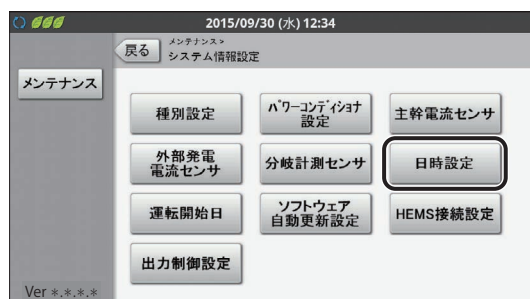 2015/09/30 (水) 12:34
戻る
メンテナンス>
システム情報設定
メンテナンス
種別設定
パワーコンディショナ
設定
主幹電流センサ
外部発電
電流センサ
分岐計測センサ
日時設定
運転開始日
ソフトウェア
自動更新設定
HEMS接続設定
出力制御設定
Ver *.*.*.*